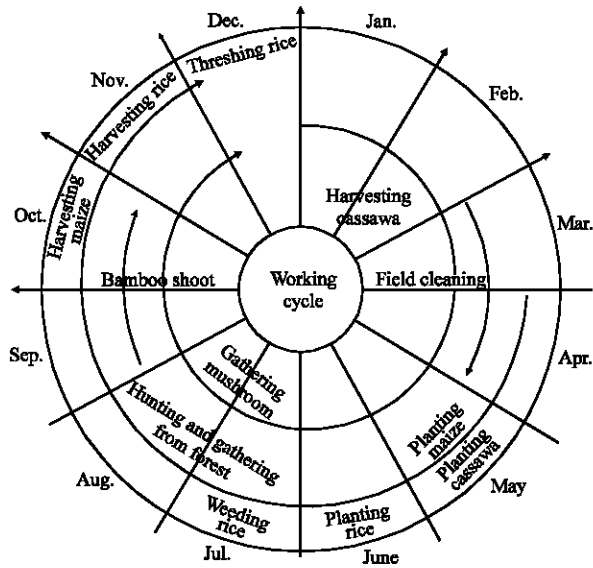 Dec.
Jan.
Nov.
Feb.
Threshing rice
Harvesting rice
Harvesting
cassawa
Oct.
Harvesting
maize
Mar.
Bamboo shoot
Working
cycle
Field cleaning
Sep.
Apr.
Gathering
mushroom
Hunting and gathering
from forest
Planting
maize
Planting
cassawa
Aug.
May
Weeding
rice
Planting
rice
Jul.
June